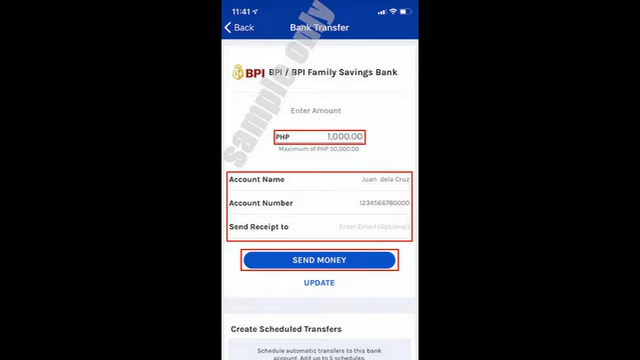 11:41
Back
Bank Transfer
Sample only
BPI BPI / BPI Family Savings Bank
Enter Amount
PHP 1,000.00
Maximum of PHP 50,000.00
Account Name Juan dela Cruz
Account Number 1234566780000
Send Receipt to Enter Email (Optional)
SEND MONEY
UPDATE
Create Scheduled Transfers
Schedule automatic transfers to this bank
account. Add up to 5 schedules.